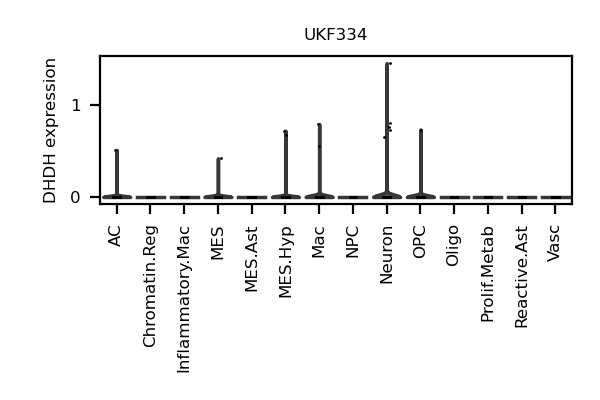 UKF334
DHDH expression
1
0
AC
Chromatin.Reg
Inflammatory.Mac
MES
MES.Ast
MES.Hyp
Mac
NPC
Neuron
OPC
Oligo
Prolif.Metab
Reactive.Ast
Vasc